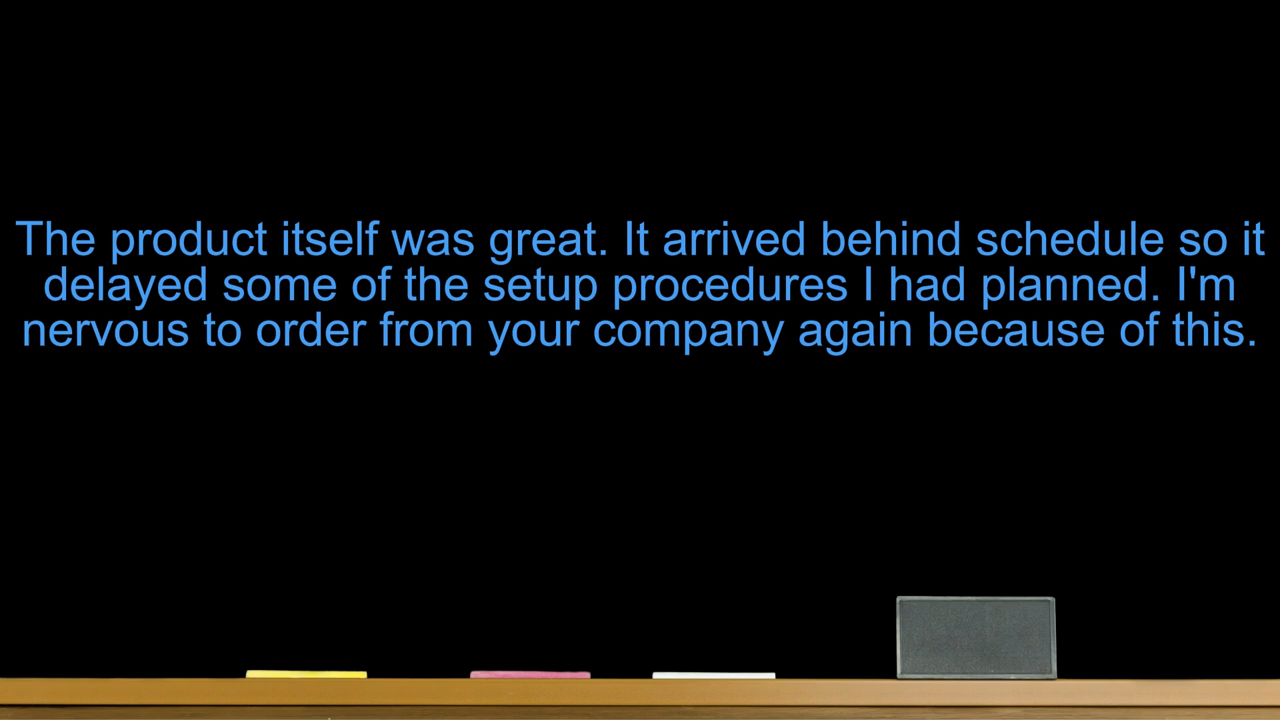 The product itself was great. It arrived behind schedule so it
delayed some of the setup procedures I had planned. I'm
nervous to order from your company again because of this.